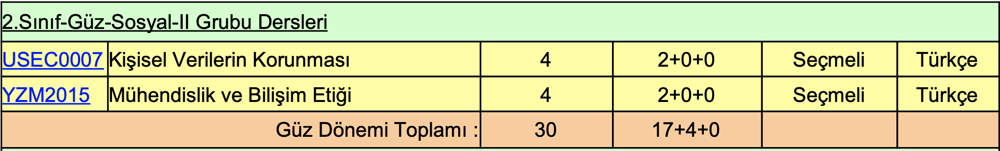 2.Sınıf-Güz-Sosyal-II Grubu Dersleri
USEC0007 Kişisel Verilerin Korunması 4 2+0+0 Seçmeli Türkçe
YZM2015 Mühendislik ve Bilişim Etiği 4 2+0+0 Seçmeli Türkçe
Güz Dönemi Toplamı : 30 17+4+0